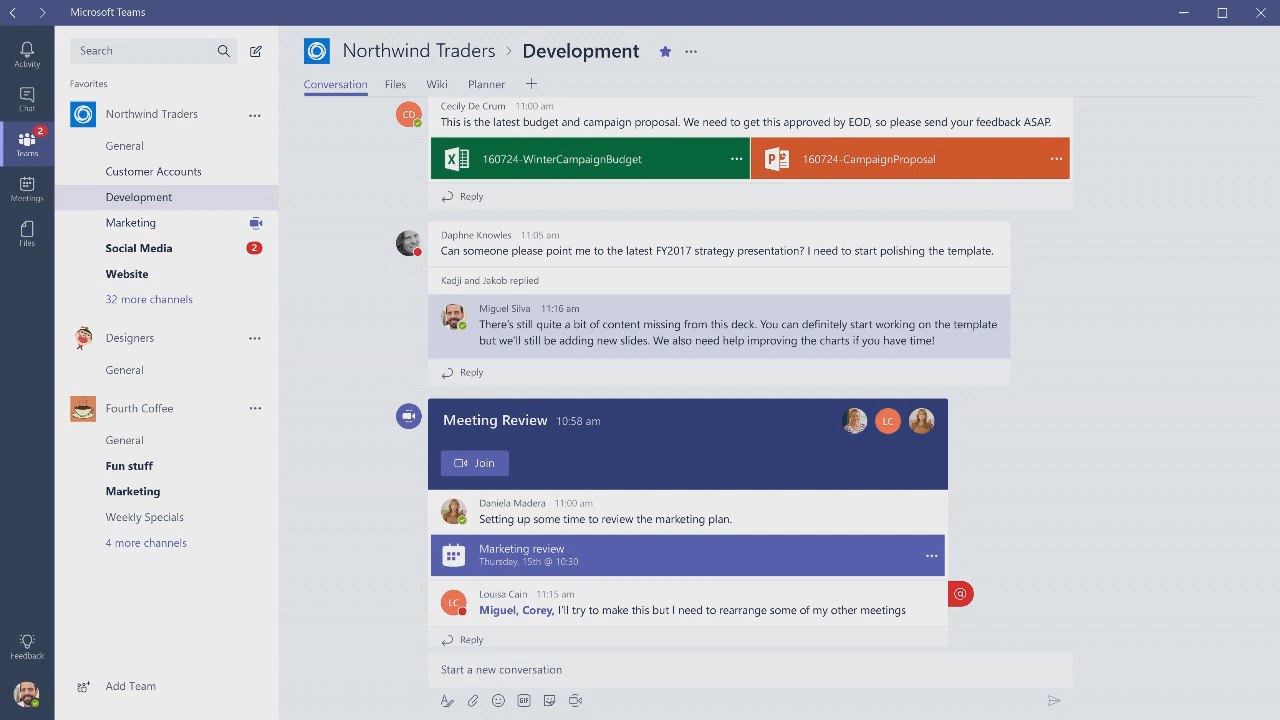 Microsoft Teams
Activity
Chat
2
Teams
Meetings
Files
Feedback
Search
Favorites
Northwind Traders
General
Customer Accounts
Development
Marketing
Social Media 2
Website
32 more channels
Designers
General
Fourth Coffee
General
Fun stuff
Marketing
Weekly Specials
4 more channels
Add Team
Northwind Traders > Development
Conversation Files Wiki Planner
CD
Cecily De Crum 11:00 am
This is the latest budget and campaign proposal. We need to get this approved by EOD, so please send your feedback ASAP.
160724-WinterCampaignBudget
160724-CampaignProposal
Reply
Daphne Knowles 11:05 am
Can someone please point me to the latest FY2017 strategy presentation? I need to start polishing the template.
Kadji and Jakob replied
Miguel Silva 11:16 am
There's still quite a bit of content missing from this deck. You can definitely start working on the template
but we'll still be adding new slides. We also need help improving the charts if you have time!
Reply
Meeting Review 10:58 am
LC
Join
Daniela Madera 11:00 am
Setting up some time to review the marketing plan.
Marketing review
Thursday, 15th @ 10:30
LC
Louisa Cain 11:15 am
Miguel, Corey, I'll try to make this but I need to rearrange some of my other meetings
@
Reply
Start a new conversation
GIF